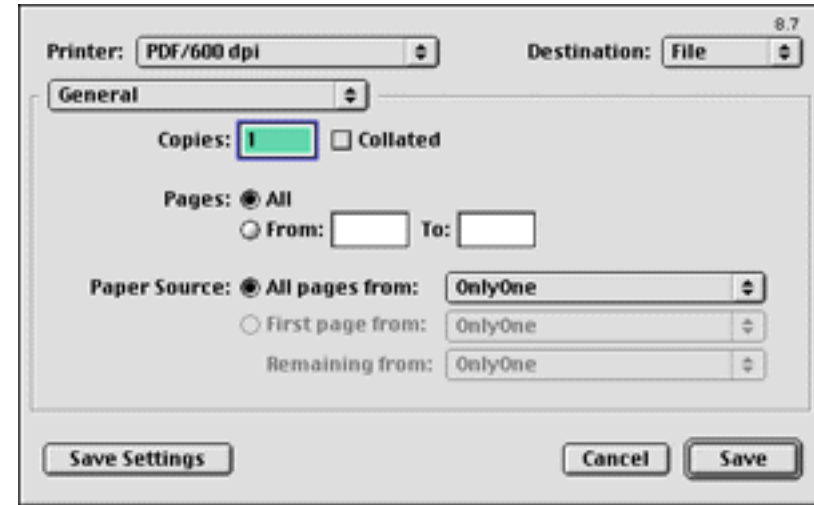 8.7
Printer: PDF/600 dpi Destination: File
General
Copies: 1 Collated
Pages: All
From: To:
Paper Source: All pages from: OnlyOne
First page from: OnlyOne
Remaining from: OnlyOne
Save Settings Cancel Save